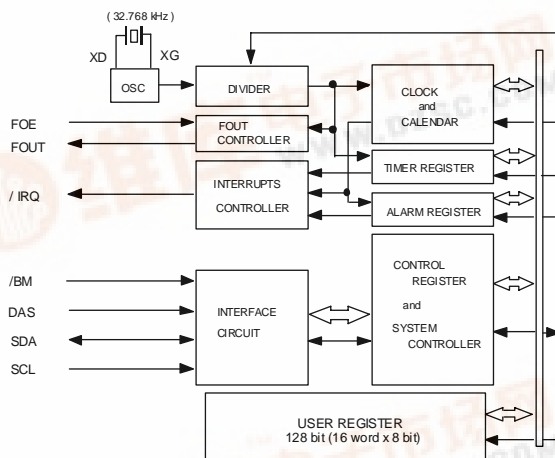 ( 32.768 kHz )
XD
XG
OSC
DIVIDER
CLOCK
and
CALENDAR
FOE
FOUT
FOUT
CONTROLLER
TIMER REGISTER
/ IRQ
INTERRUPTS
CONTROLLER
ALARM REGISTER
/BM
DAS
SDA
SCL
INTERFACE
CIRCUIT
CONTROL
REGISTER
and
SYSTEM
CONTROLLER
USER REGISTER
128 bit (16 word x 8 bit)